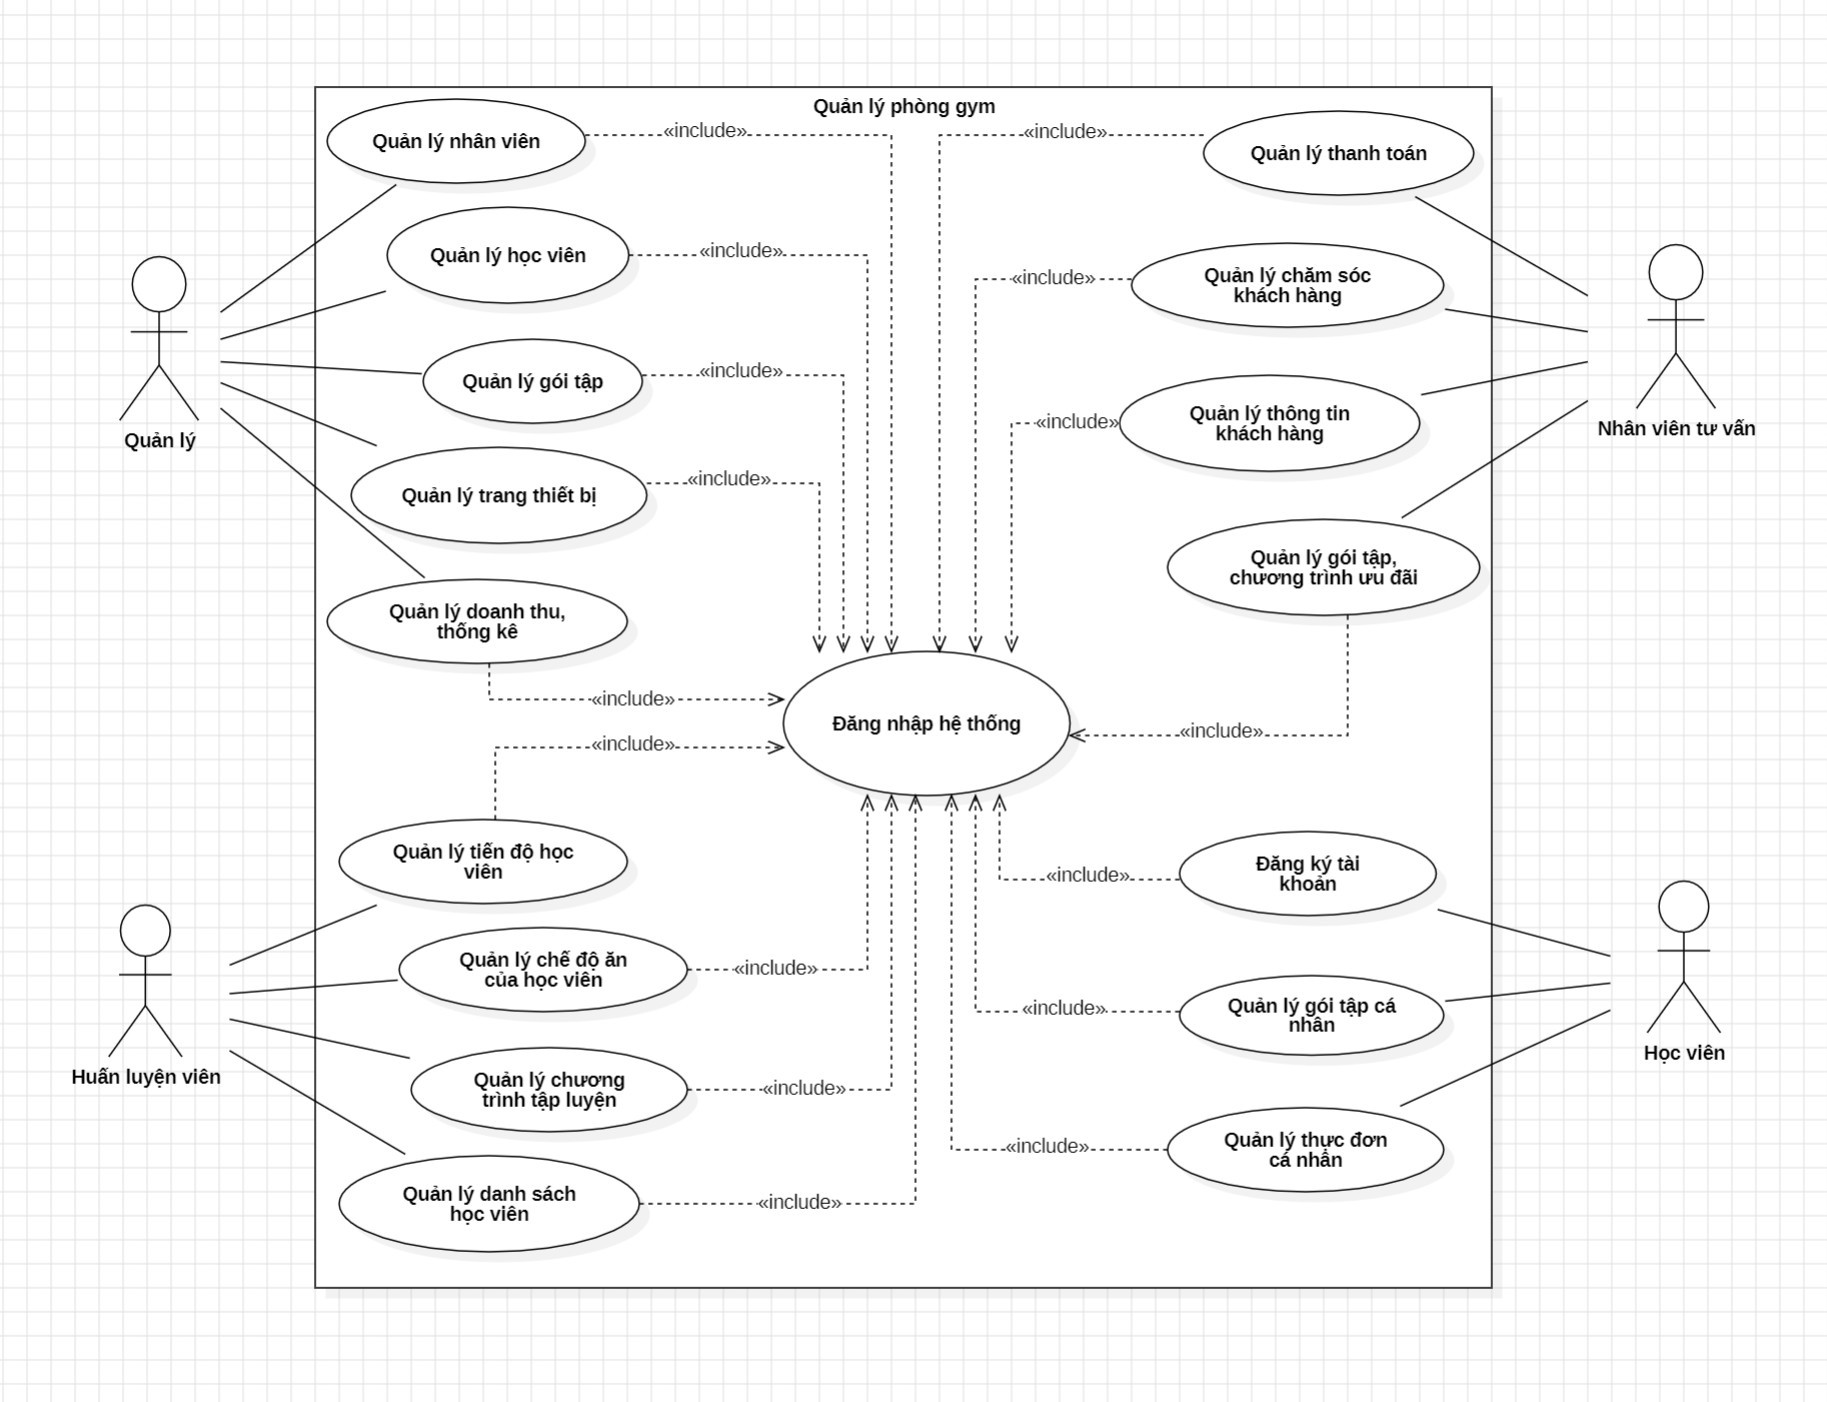 Quản lý phòng gym
Quản lý nhân viên
«include»
«include»
Quản lý thanh toán
Quản lý học viên
«include»
«include»
Quản lý chăm sóc
khách hàng
Quản lý gói tập
«include»
«include»
Quản lý thông tin
khách hàng
Quản lý
Nhân viên tư vấn
Quản lý trang thiết bị
«include»
Quản lý gói tập,
chương trình ưu đãi
Quản lý doanh thu,
thống kê
«include»
Đăng nhập hệ thống
«include»
«include»
Quản lý tiến độ học
viên
«include»
Đăng ký tài
khoản
Quản lý chế độ ăn
của học viên
«include»
«include»
Quản lý gói tập cá
nhân
Huấn luyện viên
Học viên
Quản lý chương
trình tập luyện
«include»
«include»
Quản lý thực đơn
cá nhân
Quản lý danh sách
học viên
«include»